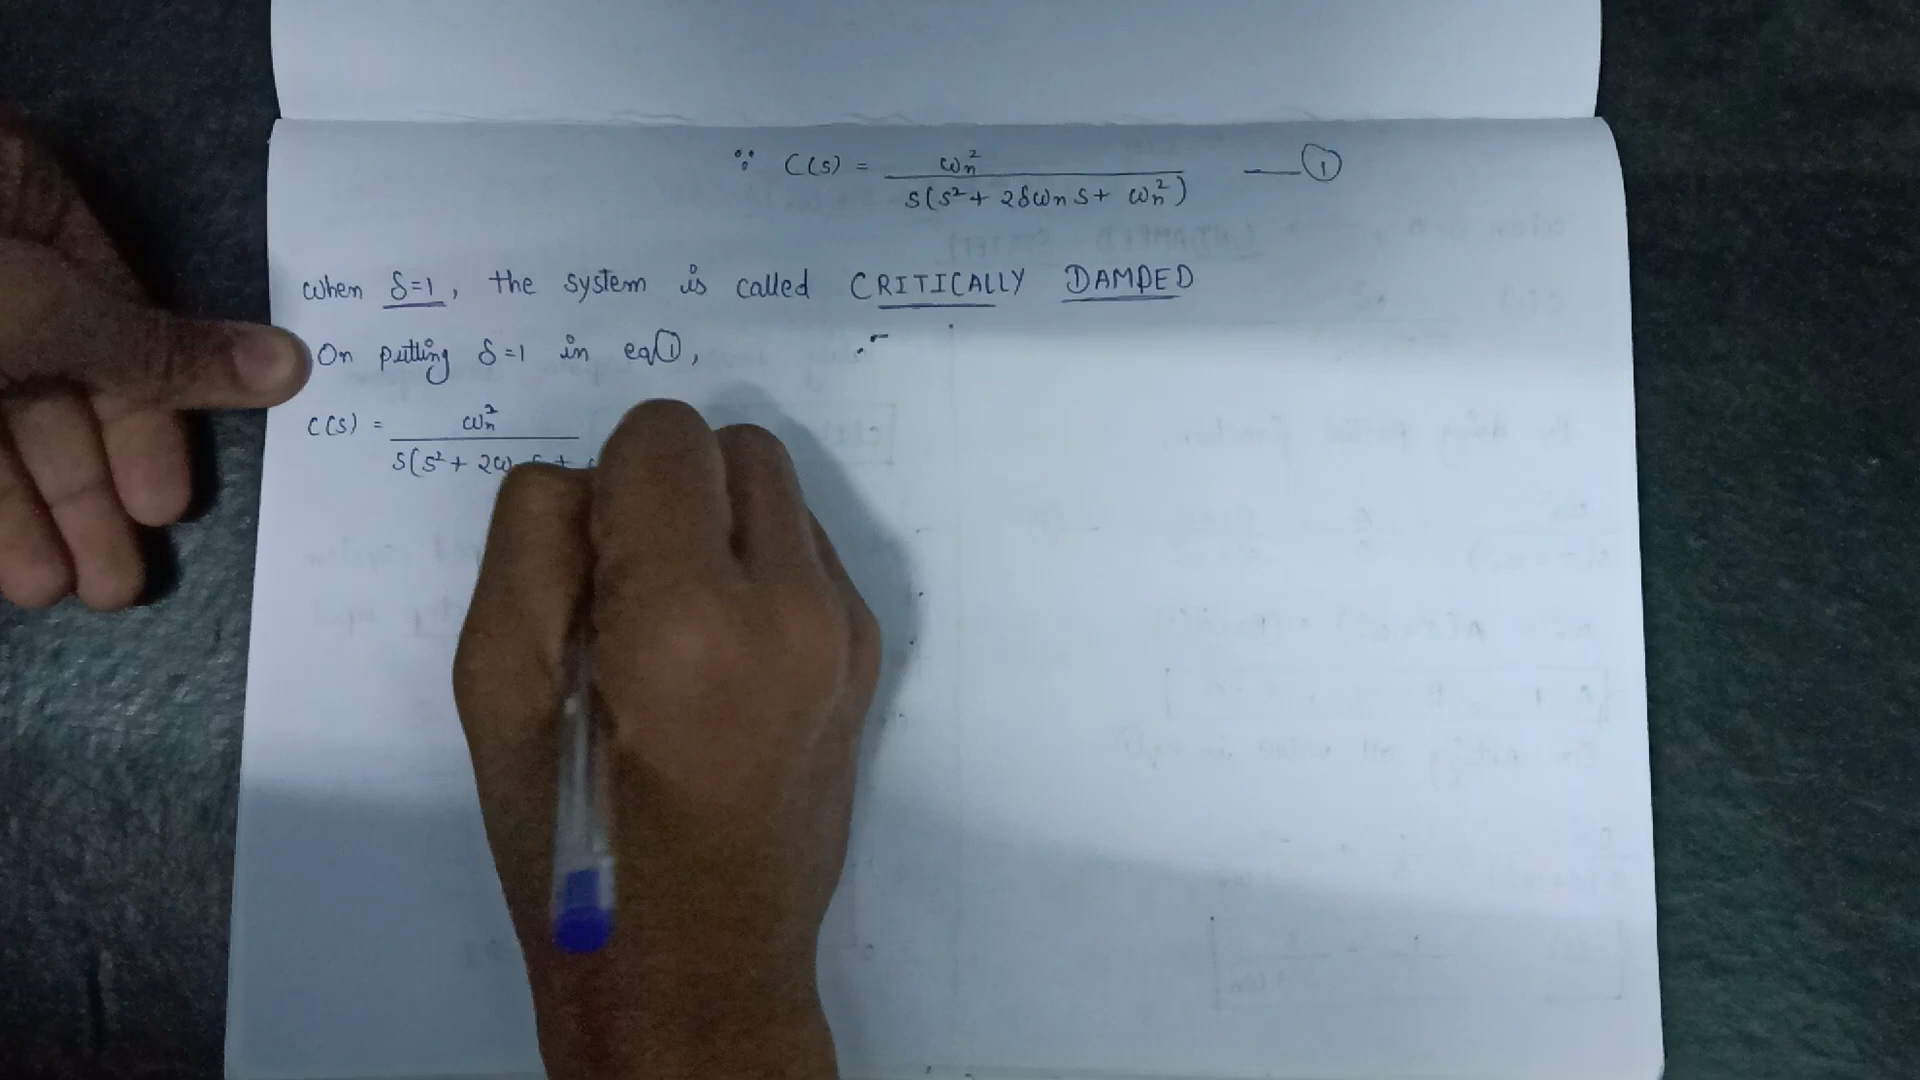 ∵ C(s) = ωn² / s(s² + 2δωn s + ωn²) — ①
When δ=1, the system is called CRITICALLY DAMPED
On putting δ=1 in eq①,
C(s) = ωn² / s(s² + 2ω s +